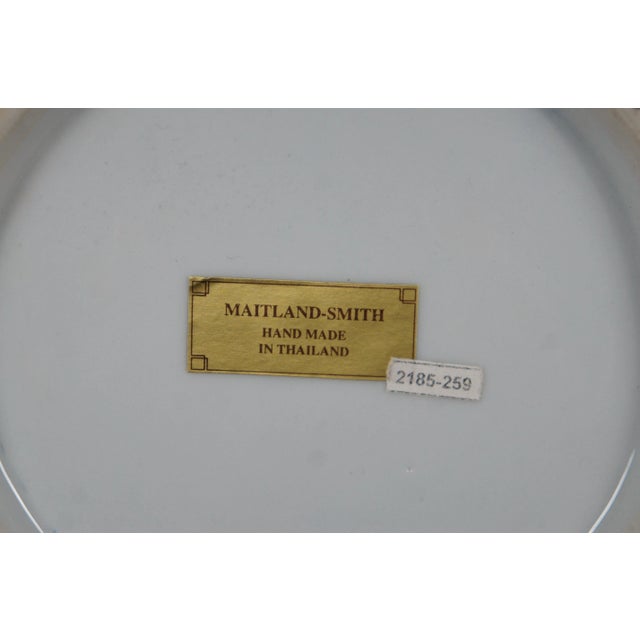 MAITLAND-SMITH
HAND MADE
IN THAILAND
2185-259